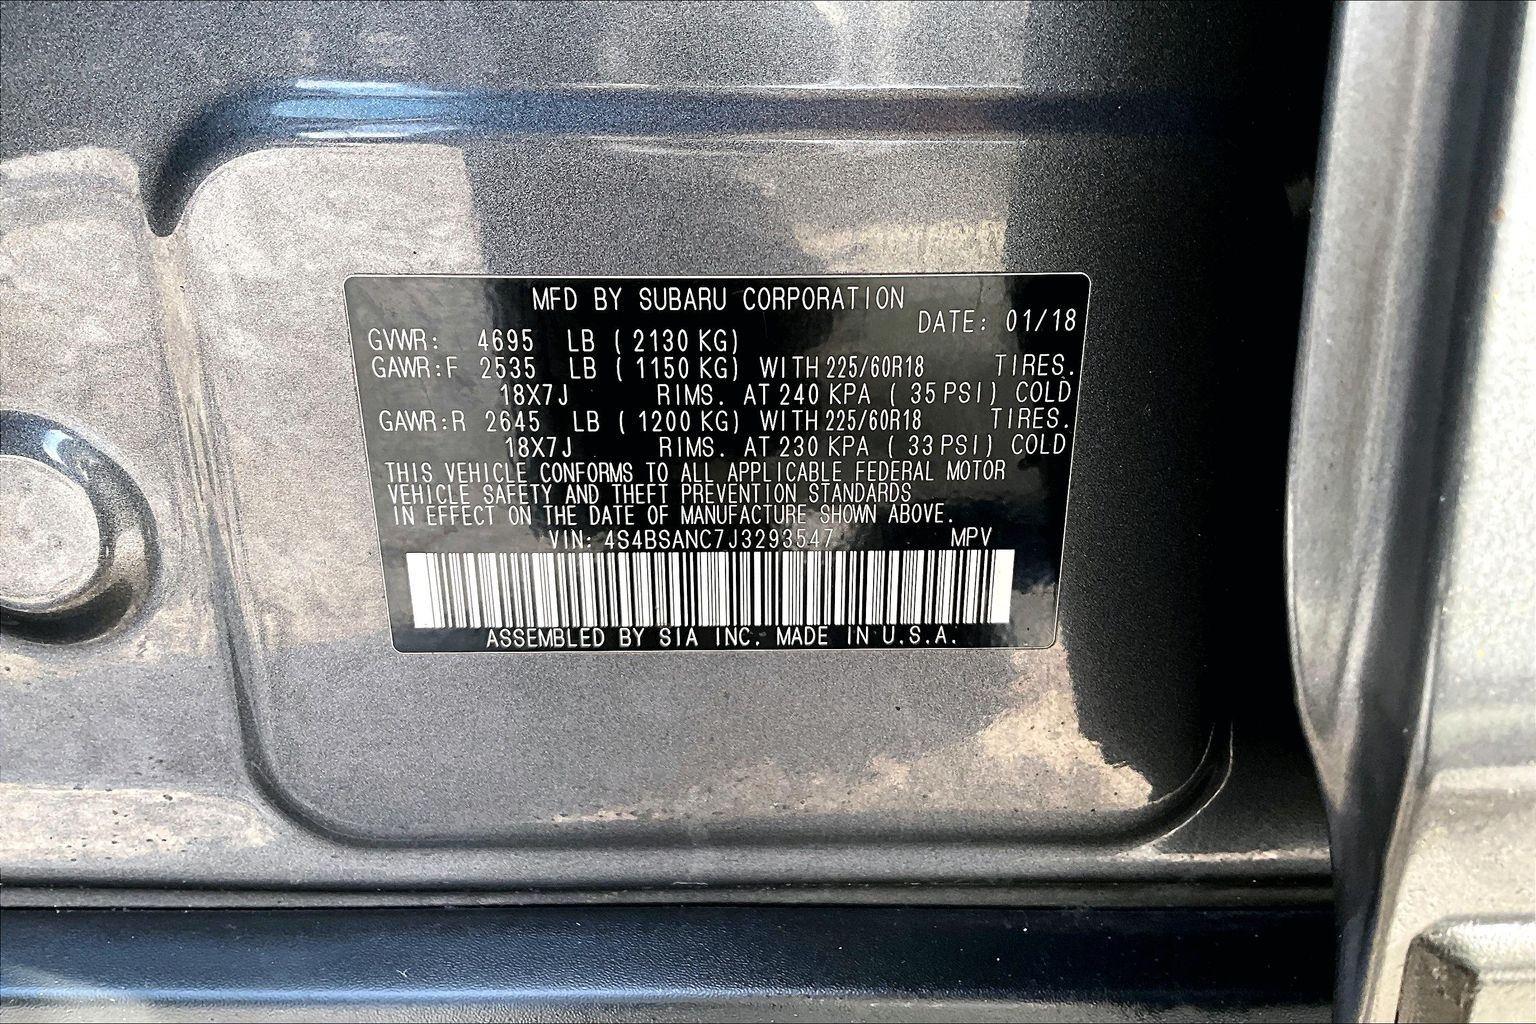 MFD BY SUBARU CORPORATION
DATE: 01/18
GVWR: 4695 LB ( 2130 KG)
GAWR:F 2535 LB ( 1150 KG) WITH 225/60R18 TIRES.
18X7J RIMS. AT 240 KPA ( 35 PSI) COLD
GAWR:R 2645 LB ( 1200 KG) WITH 225/60R18 TIRES.
18X7J RIMS. AT 230 KPA ( 33 PSI) COLD
THIS VEHICLE CONFORMS TO ALL APPLICABLE FEDERAL MOTOR
VEHICLE SAFETY AND THEFT PREVENTION STANDARDS
IN EFFECT ON THE DATE OF MANUFACTURE SHOWN ABOVE.
VIN: 4S4BSANC7J3293547 MPV
ASSEMBLED BY SIA INC. MADE IN U.S.A.